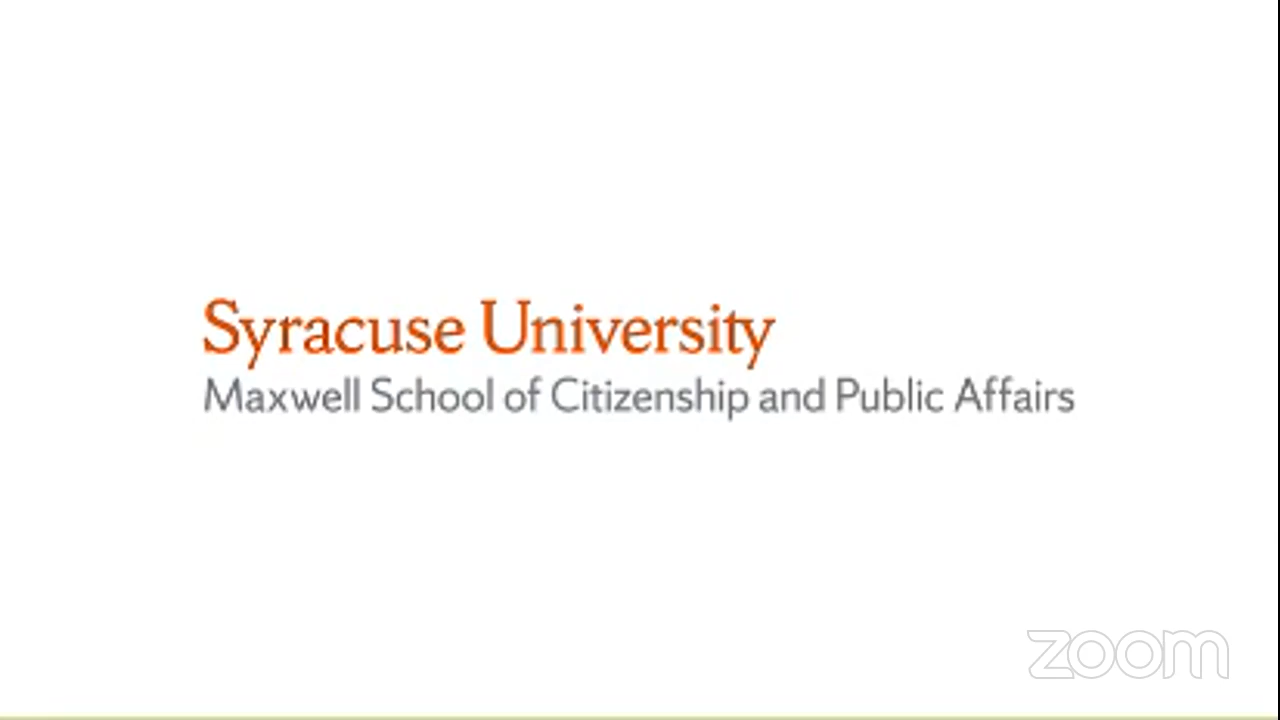 Syracuse University
Maxwell School of Citizenship and Public Affairs
zoom